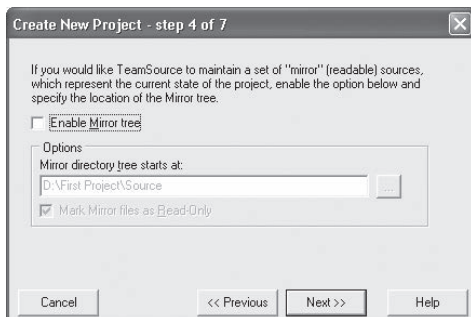 Create New Project - step 4 of 7
If you would like TeamSource to maintain a set of "mirror" (readable) sources,
which represent the current state of the project, enable the option below and
specify the location of the Mirror tree.
Enable Mirror tree
Options
Mirror directory tree starts at:
D:\First Project\Source
...
Mark Mirror files as Read-Only
Cancel
<< Previous
Next >>
Help